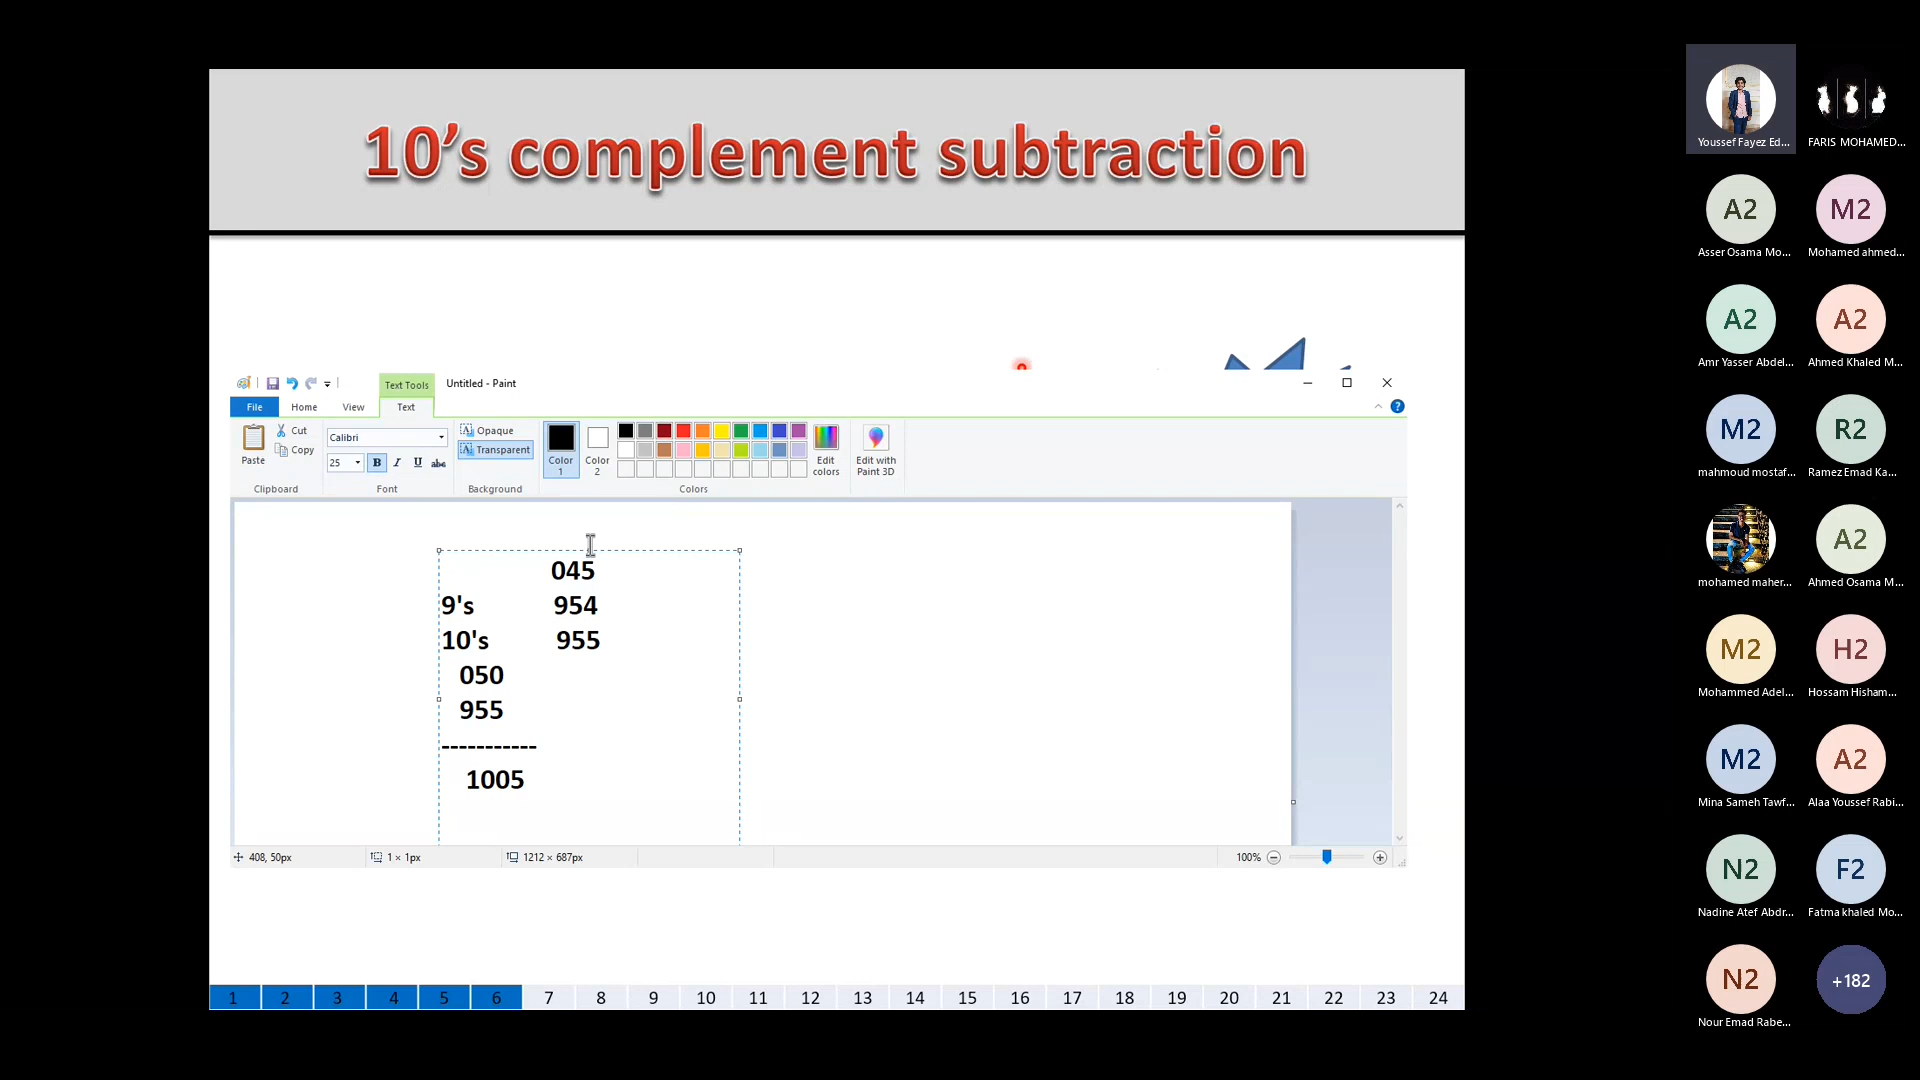 10's complement subtraction
Untitled - Paint
Text Tools
File Home View Text
Paste Cut Copy Clipboard
Calibri
25 B I U abc
Font
Opaque
Transparent
Background
Color 1
Color 2
Edit colors
Edit with Paint 3D
Colors
045
9's 954
10's 955
050
955
-----------
1005
408, 50px 1 × 1px 1212 × 687px 100%
1 2 3 4 5 6 7 8 9 10 11 12 13 14 15 16 17 18 19 20 21 22 23 24
Youssef Fayez Ed... FARIS MOHAMED...
A2 M2
Asser Osama Mo... Mohamed ahmed...
A2 A2
Amr Yasser Abdel... Ahmed Khaled M...
M2 R2
mahmoud mostaf... Ramez Emad Ka...
A2
mohamed maher... Ahmed Osama M...
M2 H2
Mohammed Adel... Hossam Hisham...
M2 A2
Mina Sameh Tawf... Alaa Youssef Rabi...
N2 F2
Nadine Atef Abdr... Fatma khaled Mo...
N2 +182
Nour Emad Rabe...